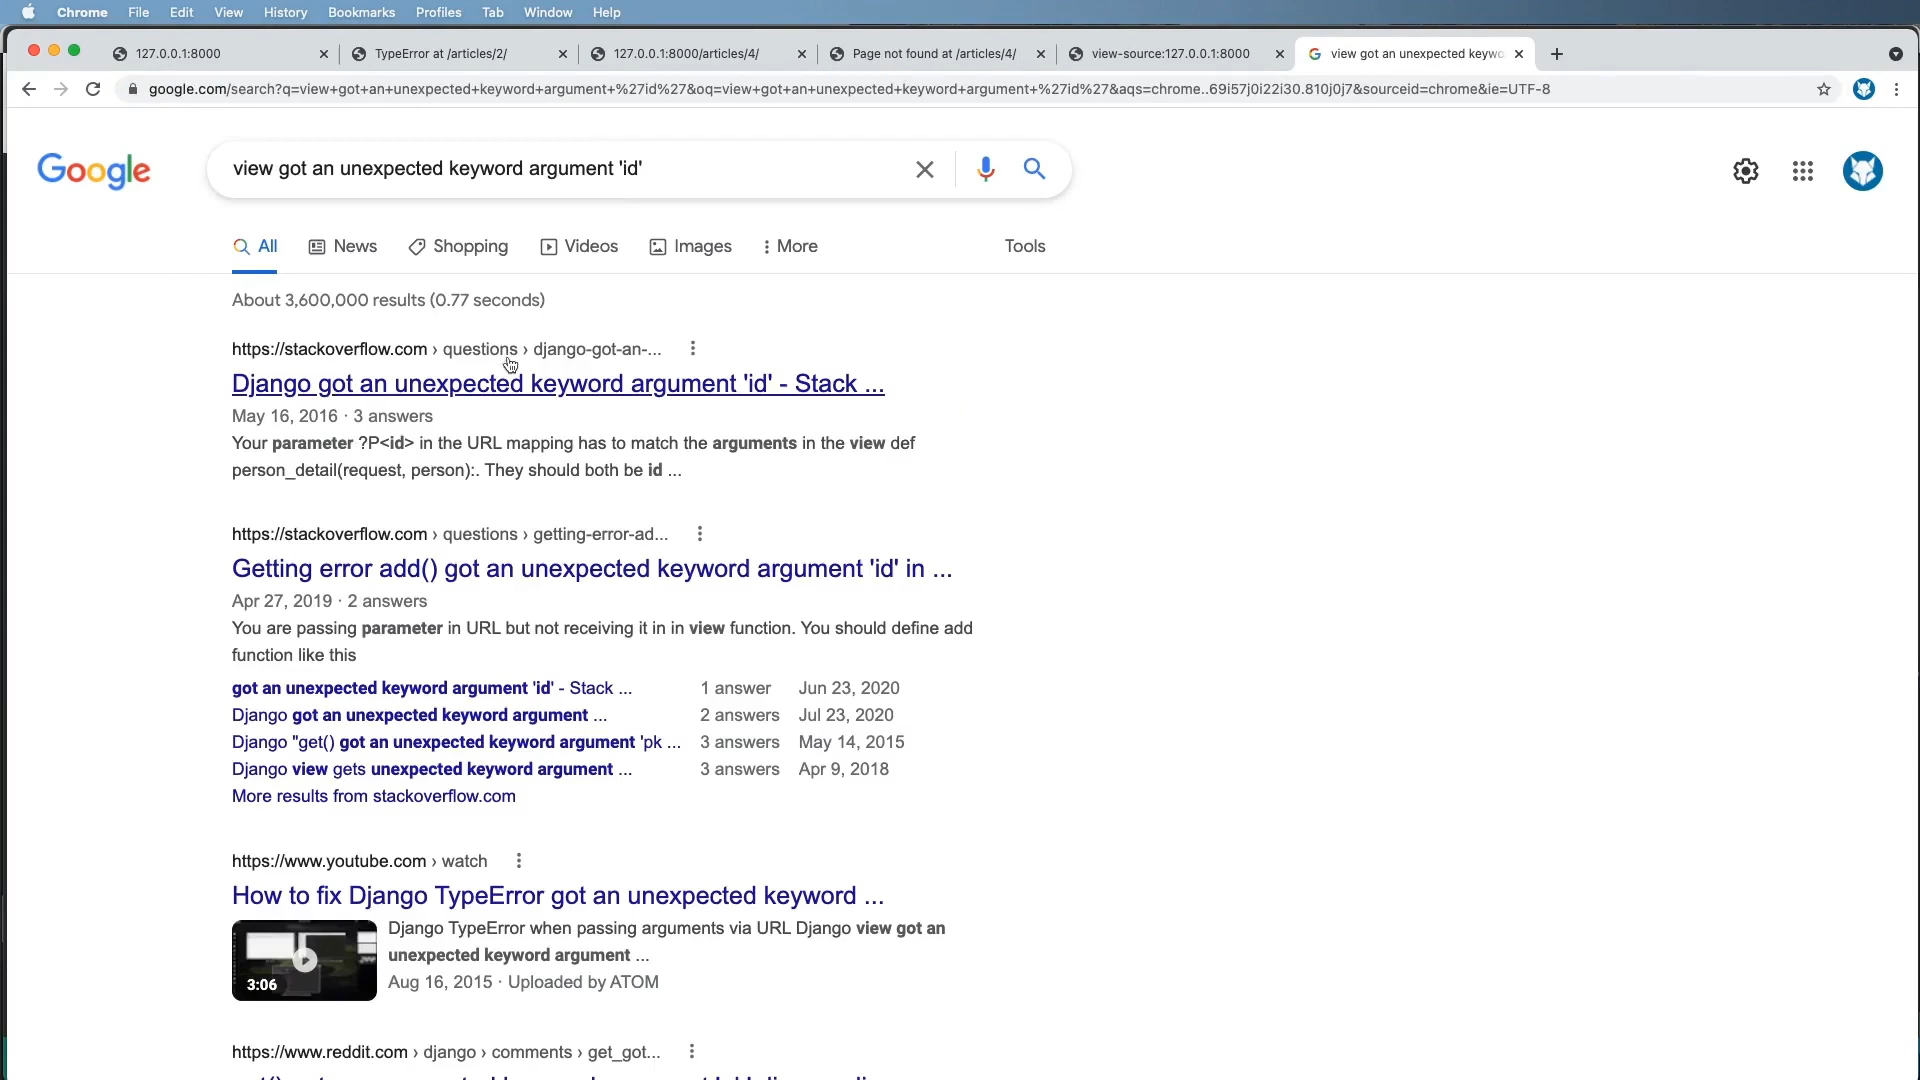 Chrome File Edit View History Bookmarks Profiles Tab Window Help
127.0.0.1:8000 TypeError at /articles/2/ 127.0.0.1:8000/articles/4/ Page not found at /articles/4/ view-source:127.0.0.1:8000 view got an unexpected keywo
google.com/search?q=view+got+an+unexpected+keyword+argument+%27id%27&oq=view+got+an+unexpected+keyword+argument+%27id%27&aqs=chrome..69i57j0i22i30.810j0j7&sourceid=chrome&ie=UTF-8
Google
view got an unexpected keyword argument 'id'
All News Shopping Videos Images More Tools
About 3,600,000 results (0.77 seconds)
https://stackoverflow.com › questions › django-got-an-...
Django got an unexpected keyword argument 'id' - Stack ...
May 16, 2016 · 3 answers
Your parameter ?P<id> in the URL mapping has to match the arguments in the view def
person_detail(request, person):. They should both be id ...
https://stackoverflow.com › questions › getting-error-ad...
Getting error add() got an unexpected keyword argument 'id' in ...
Apr 27, 2019 · 2 answers
You are passing parameter in URL but not receiving it in in view function. You should define add
function like this
got an unexpected keyword argument 'id' - Stack ... 1 answer Jun 23, 2020
Django got an unexpected keyword argument ... 2 answers Jul 23, 2020
Django "get() got an unexpected keyword argument 'pk ... 3 answers May 14, 2015
Django view gets unexpected keyword argument ... 3 answers Apr 9, 2018
More results from stackoverflow.com
https://www.youtube.com › watch
How to fix Django TypeError got an unexpected keyword ...
Django TypeError when passing arguments via URL Django view got an
unexpected keyword argument ...
3:06
Aug 16, 2015 · Uploaded by ATOM
https://www.reddit.com › django › comments › get_got...